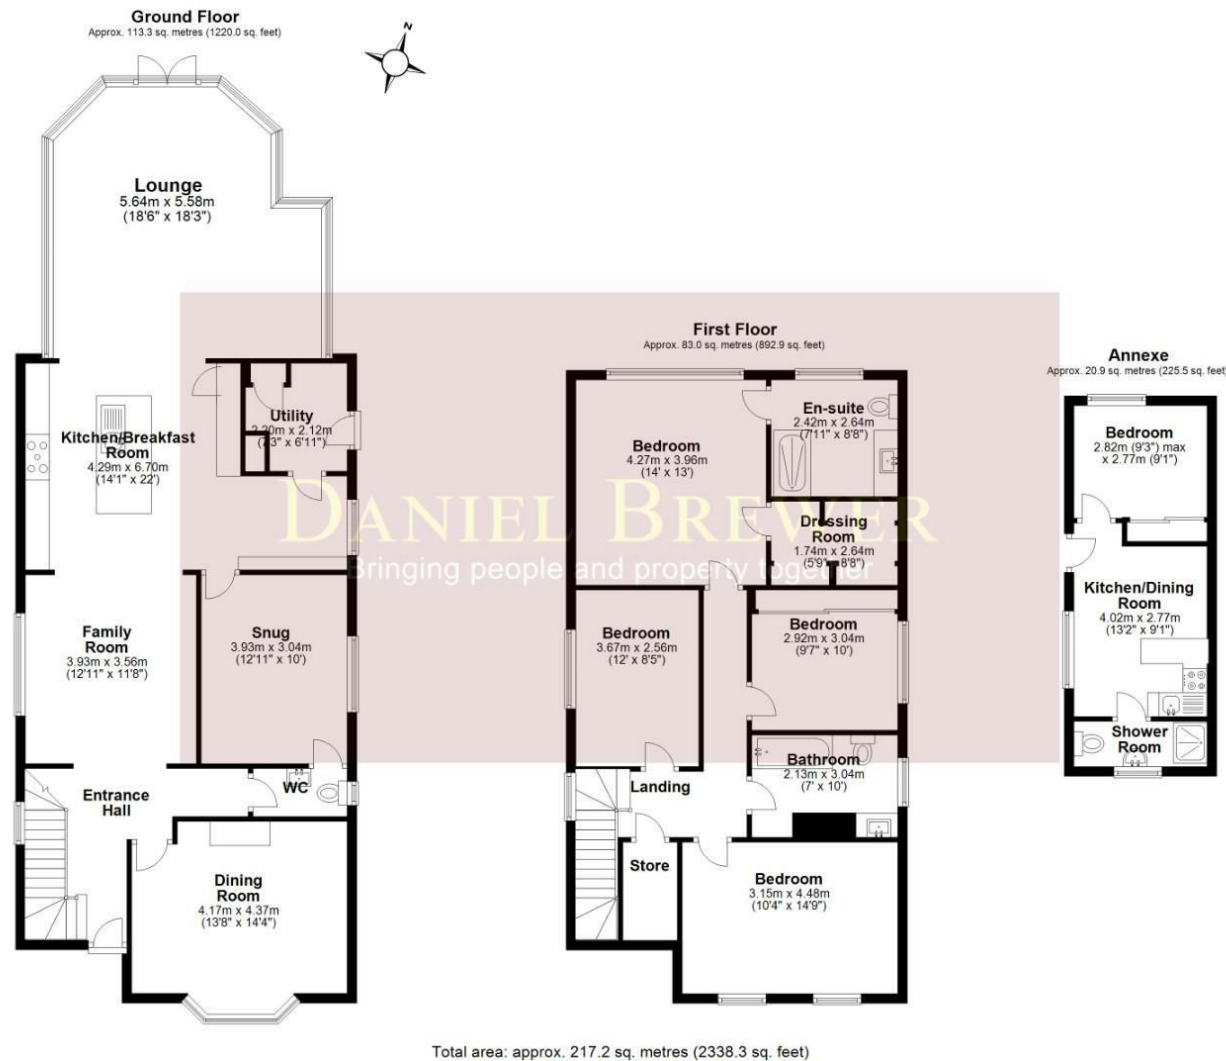 Ground Floor
Approx. 113.3 sq. metres (1220.0 sq. feet)
N
Lounge
5.64m x 5.58m
(18'6" x 18'3")
Utility
2.20m x 2.12m
(7'3" x 6'11")
Kitchen/Breakfast
Room
4.29m x 6.70m
(14'1" x 22')
Family
Room
3.93m x 3.56m
(12'11" x 11'8")
Snug
3.93m x 3.04m
(12'11" x 10')
Entrance
Hall
WC
Dining
Room
4.17m x 4.37m
(13'8" x 14'4")
First Floor
Approx. 83.0 sq. metres (892.9 sq. feet)
Bedroom
4.27m x 3.96m
(14' x 13')
En-suite
2.42m x 2.64m
(7'11" x 8'8")
Dressing
Room
1.74m x 2.64m
(5'9" x 8'8")
Bedroom
3.67m x 2.56m
(12' x 8'5")
Bedroom
2.92m x 3.04m
(9'7" x 10')
Bathroom
2.13m x 3.04m
(7' x 10')
Landing
Store
Bedroom
3.15m x 4.48m
(10'4" x 14'9")
Annexe
Approx. 20.9 sq. metres (225.5 sq. feet)
Bedroom
2.82m (9'3") max
x 2.77m (9'1")
Kitchen/Dining
Room
4.02m x 2.77m
(13'2" x 9'1")
Shower
Room
DANIEL BREWER
Bringing people and property together
Total area: approx. 217.2 sq. metres (2338.3 sq. feet)